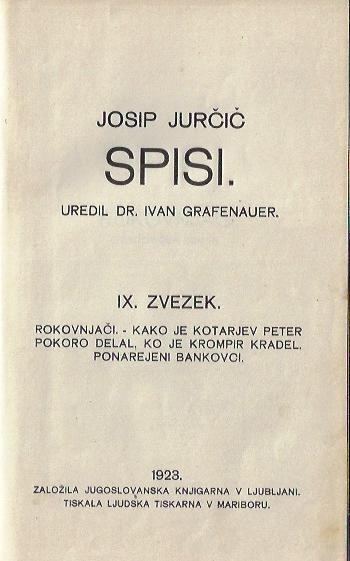 JOSIP JURČIČ
SPISI.
UREDIL DR. IVAN GRAFENAUER.
IX. ZVEZEK.
ROKOVNJAČI. - KAKO JE KOTARJEV PETER
POKORO DELAL, KO JE KROMPIR KRADEL.
PONAREJENI BANKOVCI.
1923.
ZALOŽILA JUGOSLOVANSKA KNJIGARNA V LJUBLJANI.
TISKALA LJUDSKA TISKARNA V MARIBORU.